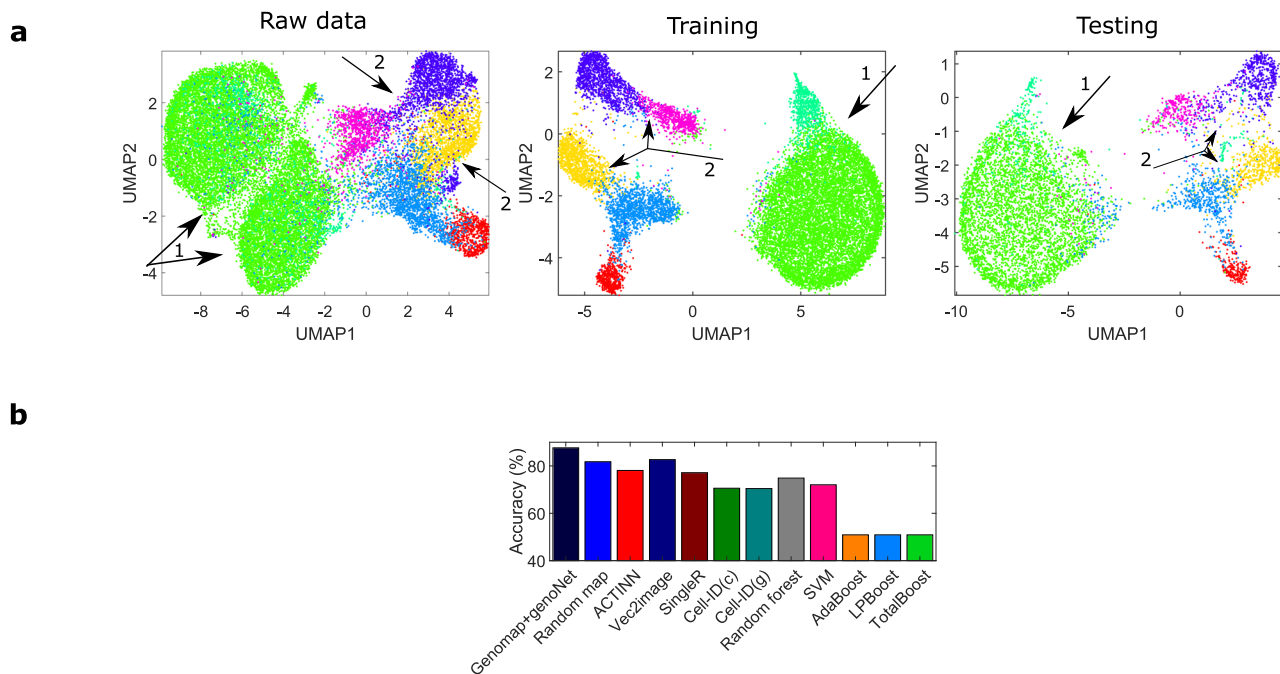 a
Raw data
Training
Testing
2
1
2
1
2
1
2
UMAP2
2
0
-2
-4
-8
-6
-4
-2
0
2
4
UMAP1
UMAP2
2
0
-2
-4
-5
0
5
UMAP1
UMAP2
1
0
-1
-2
-3
-4
-5
-10
-5
0
UMAP1
b
Accuracy (%)
80
60
40
Genomap+genoNet
Random map
ACTINN
Vec2image
SingleR
Cell-ID(c)
Cell-ID(g)
Random forest
SVM
AdaBoost
LPBoost
TotalBoost